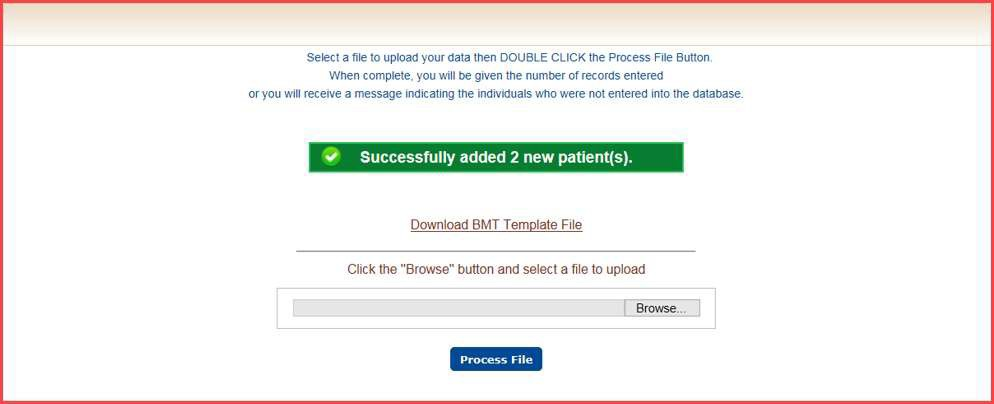 Select a file to upload your data then DOUBLE CLICK the Process File Button.
When complete, you will be given the number of records entered
or you will receive a message indicating the individuals who were not entered into the database.
Successfully added 2 new patient(s).
Download BMT Template File
Click the "Browse" button and select a file to upload
Browse...
Process File